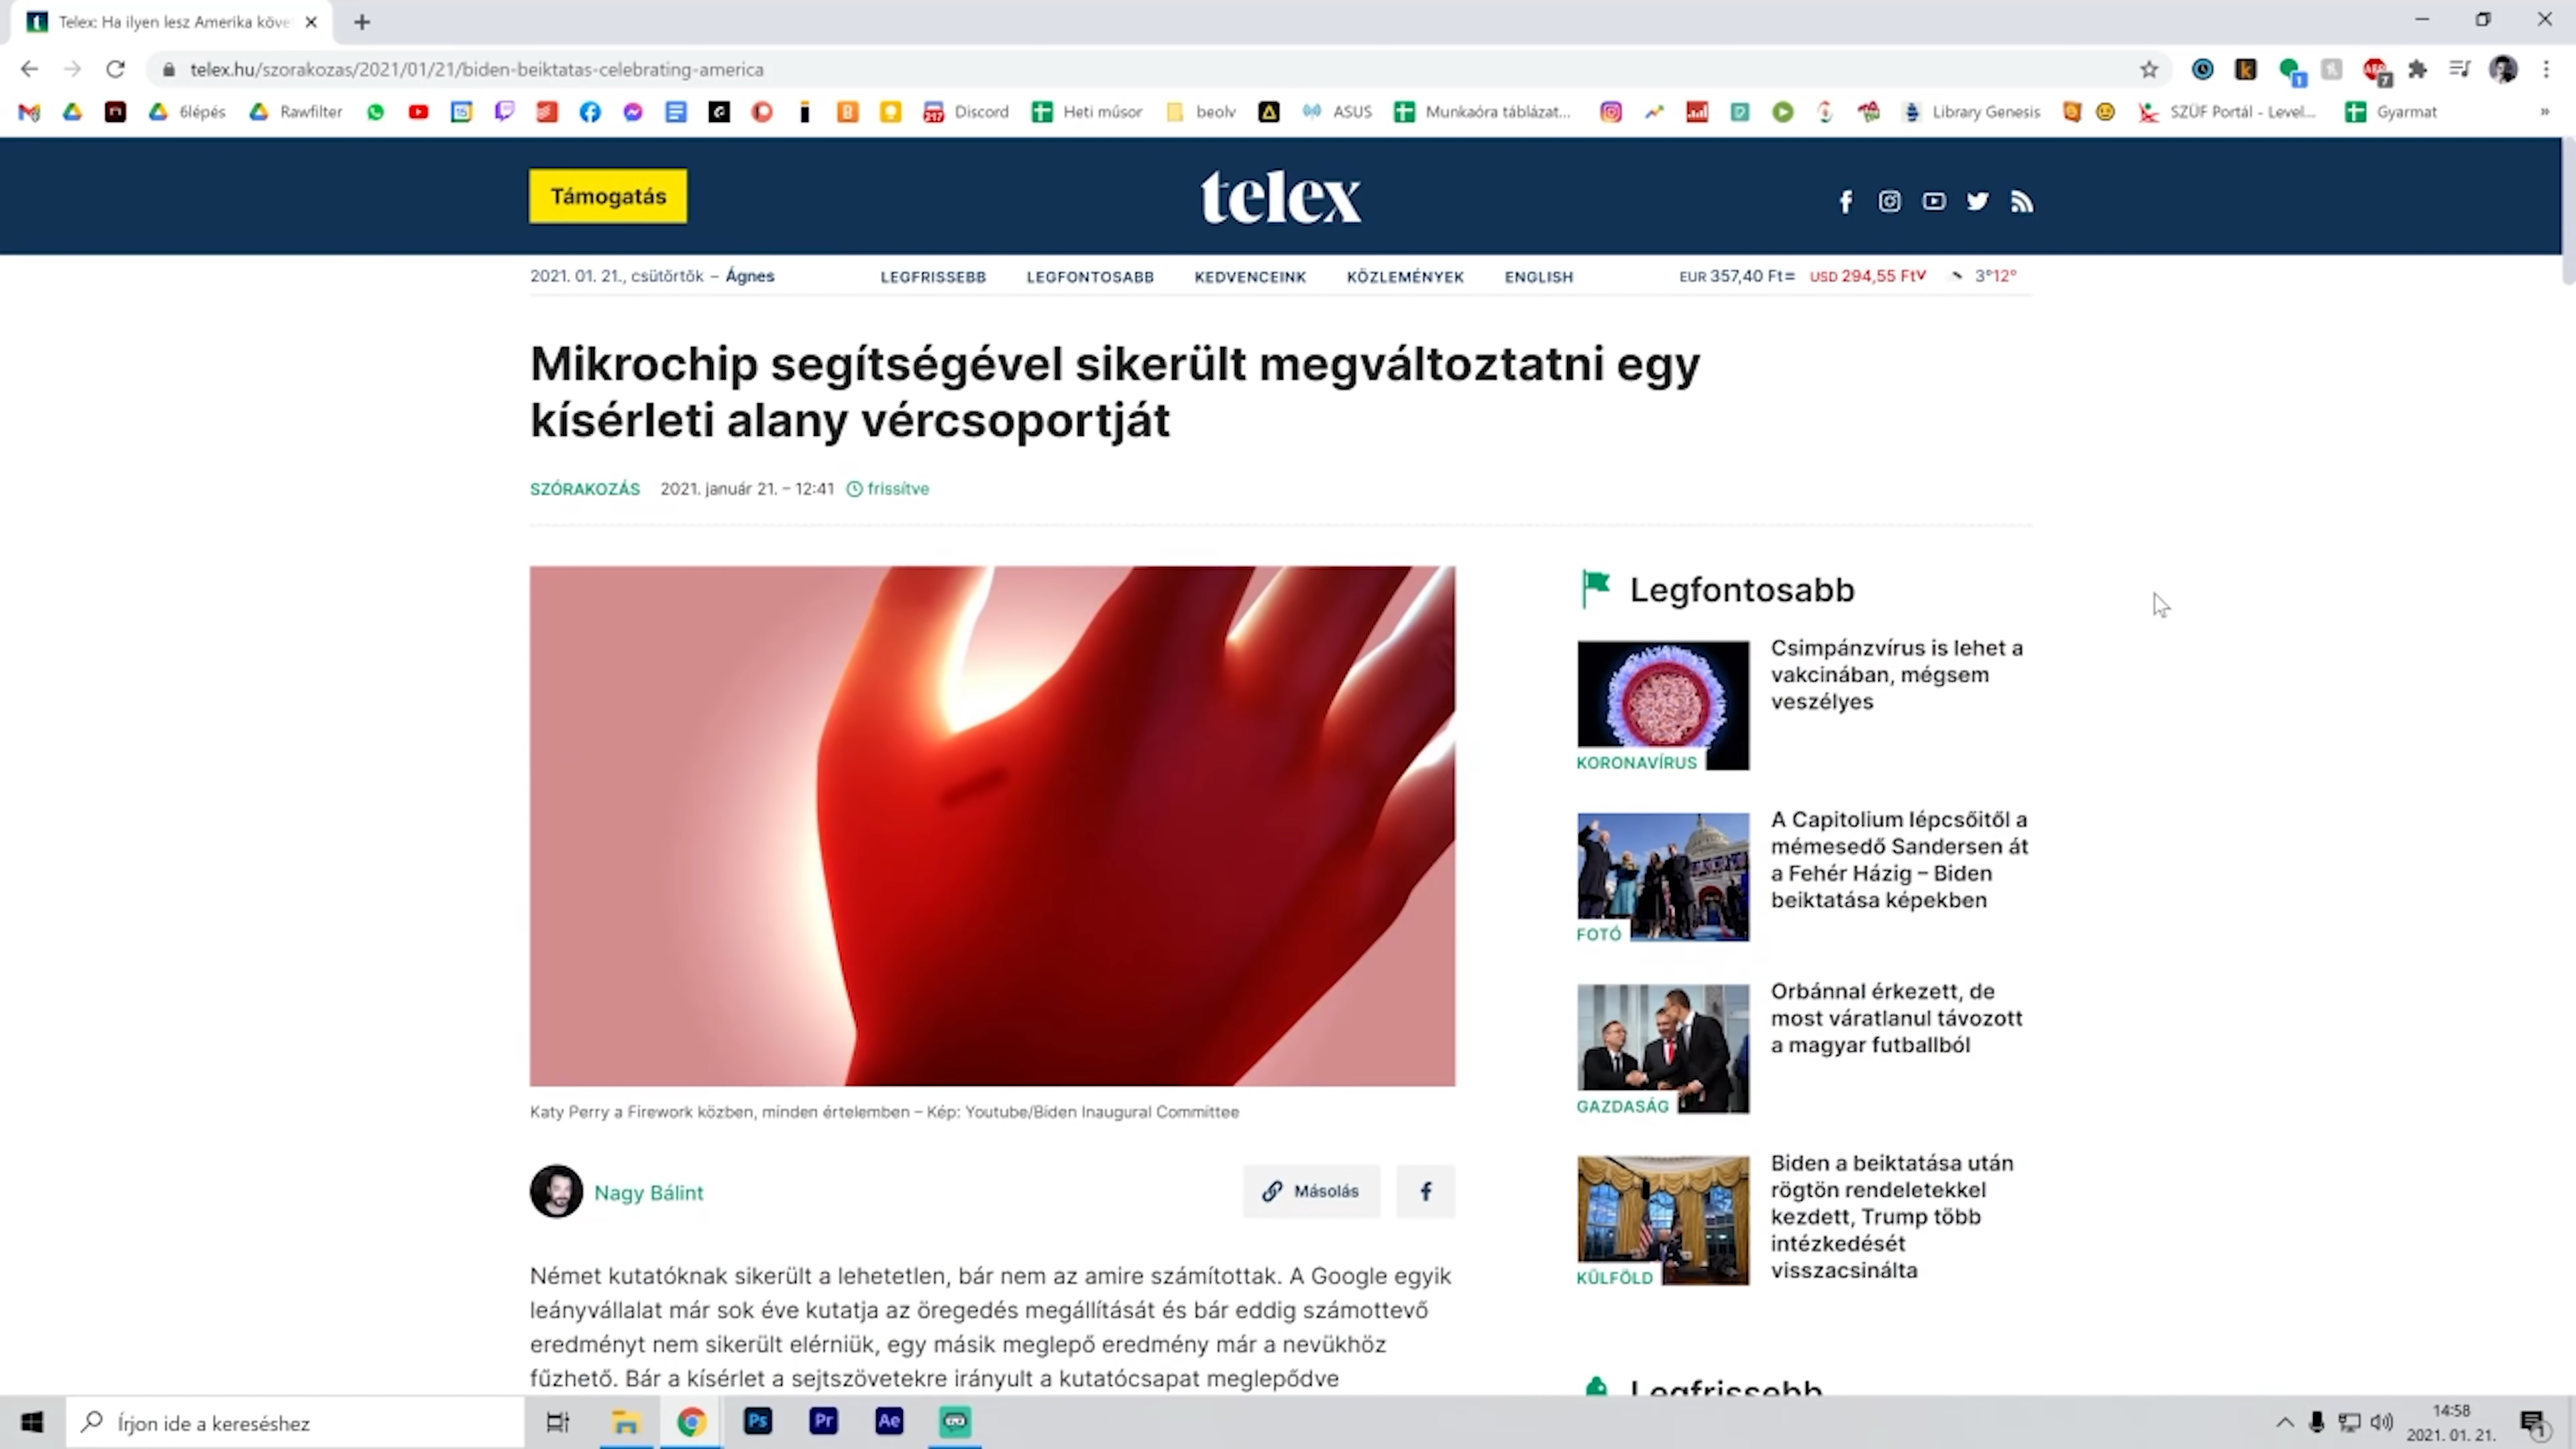 Telex: Ha ilyen lesz Amerika köve
telex.hu/szorakozas/2021/01/21/biden-beiktatas-celebrating-america
1
7
6lépés
Rawfilter
Discord
Heti műsor
beolv
ASUS
Munkaóra táblázat...
Library Genesis
SZÜF Portál - Level...
Gyarmat
»
Támogatás
telex
2021. 01. 21., csütörtök – Ágnes
LEGFRISSEBB
LEGFONTOSABB
KEDVENCEINK
KÖZLEMÉNYEK
ENGLISH
EUR 357,40 Ft=
USD 294,55 Ft˅
3°12°
Mikrochip segítségével sikerült megváltoztatni egy
kísérleti alany vércsoportját
SZÓRAKOZÁS
2021. január 21. – 12:41
frissítve
Katy Perry a Firework közben, minden értelemben – Kép: Youtube/Biden Inaugural Committee
Nagy Bálint
Másolás
Német kutatóknak sikerült a lehetetlen, bár nem az amire számítottak. A Google egyik
leányvállalat már sok éve kutatja az öregedés megállítását és bár eddig számottevő
eredményt nem sikerült elérniük, egy másik meglepő eredmény már a nevükhöz
fűzhető. Bár a kísérlet a sejtszövetekre irányult a kutatócsapat meglepődve
Legfontosabb
Csimpánzvírus is lehet a
vakcinában, mégsem
veszélyes
KORONAVÍRUS
A Capitolium lépcsőitől a
mémesedő Sandersen át
a Fehér Házig – Biden
beiktatása képekben
FOTÓ
Orbánnal érkezett, de
most váratlanul távozott
a magyar futballból
GAZDASÁG
Biden a beiktatása után
rögtön rendeletekkel
kezdett, Trump több
intézkedését
visszacsinálta
KÜLFÖLD
Legfrissebb
Írjon ide a kereséshez
Ps
Pr
Ae
14:58
2021. 01. 21.
1